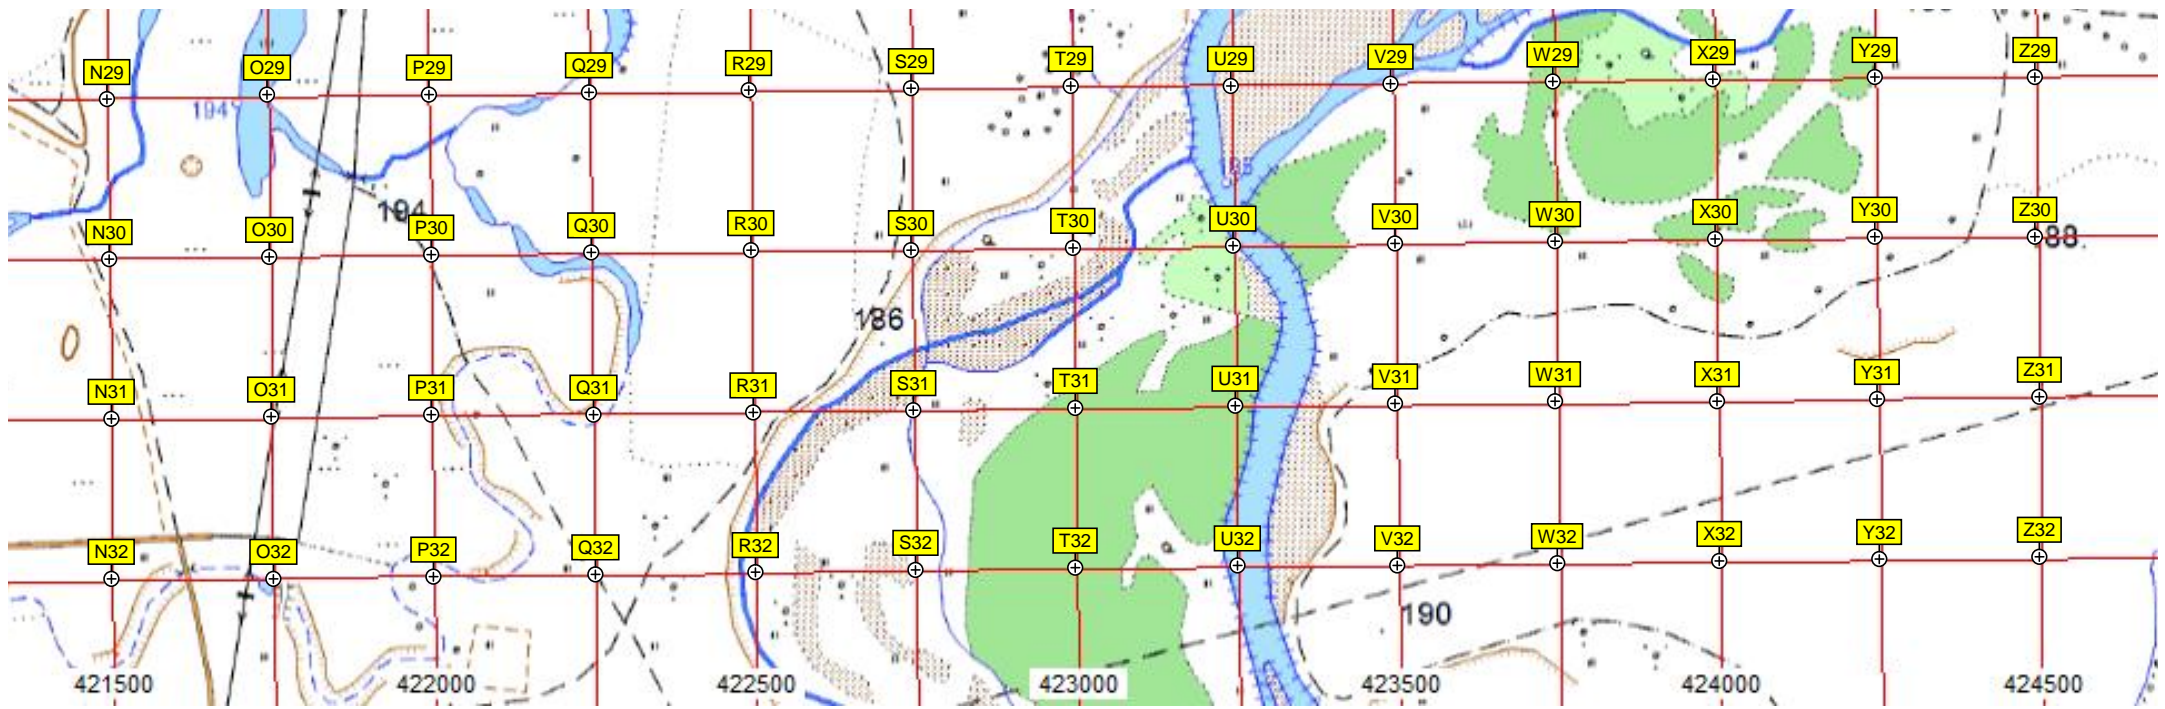 N29 O29 P29 Q29 R29 S29 T29 U29 V29 W29 X29 Y29 Z29
194
N30 O30 P30 Q30 R30 S30 T30 U30 V30 W30 X30 Y30 Z30
194
88
186
N31 O31 P31 Q31 R31 S31 T31 U31 V31 W31 X31 Y31 Z31
N32 O32 P32 Q32 R32 S32 T32 U32 V32 W32 X32 Y32 Z32
190
421500 422000 422500 423000 423500 424000 424500